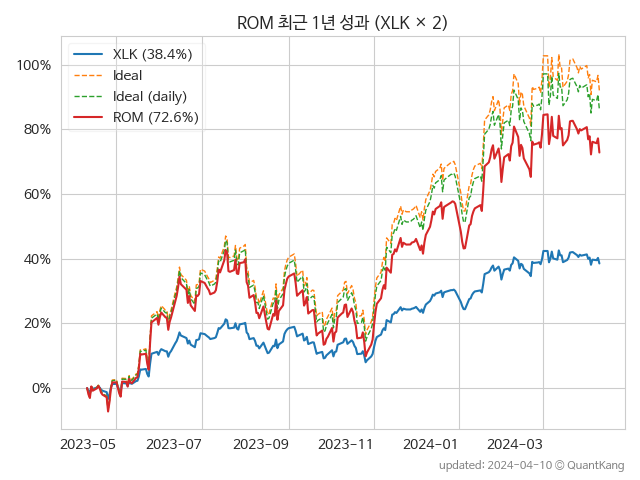 ROM 최근 1년 성과 (XLK × 2)
XLK (38.4%)
Ideal
Ideal (daily)
ROM (72.6%)
100%
80%
60%
40%
20%
0%
2023-05 2023-07 2023-09 2023-11 2024-01 2024-03
updated: 2024-04-10 © QuantKang